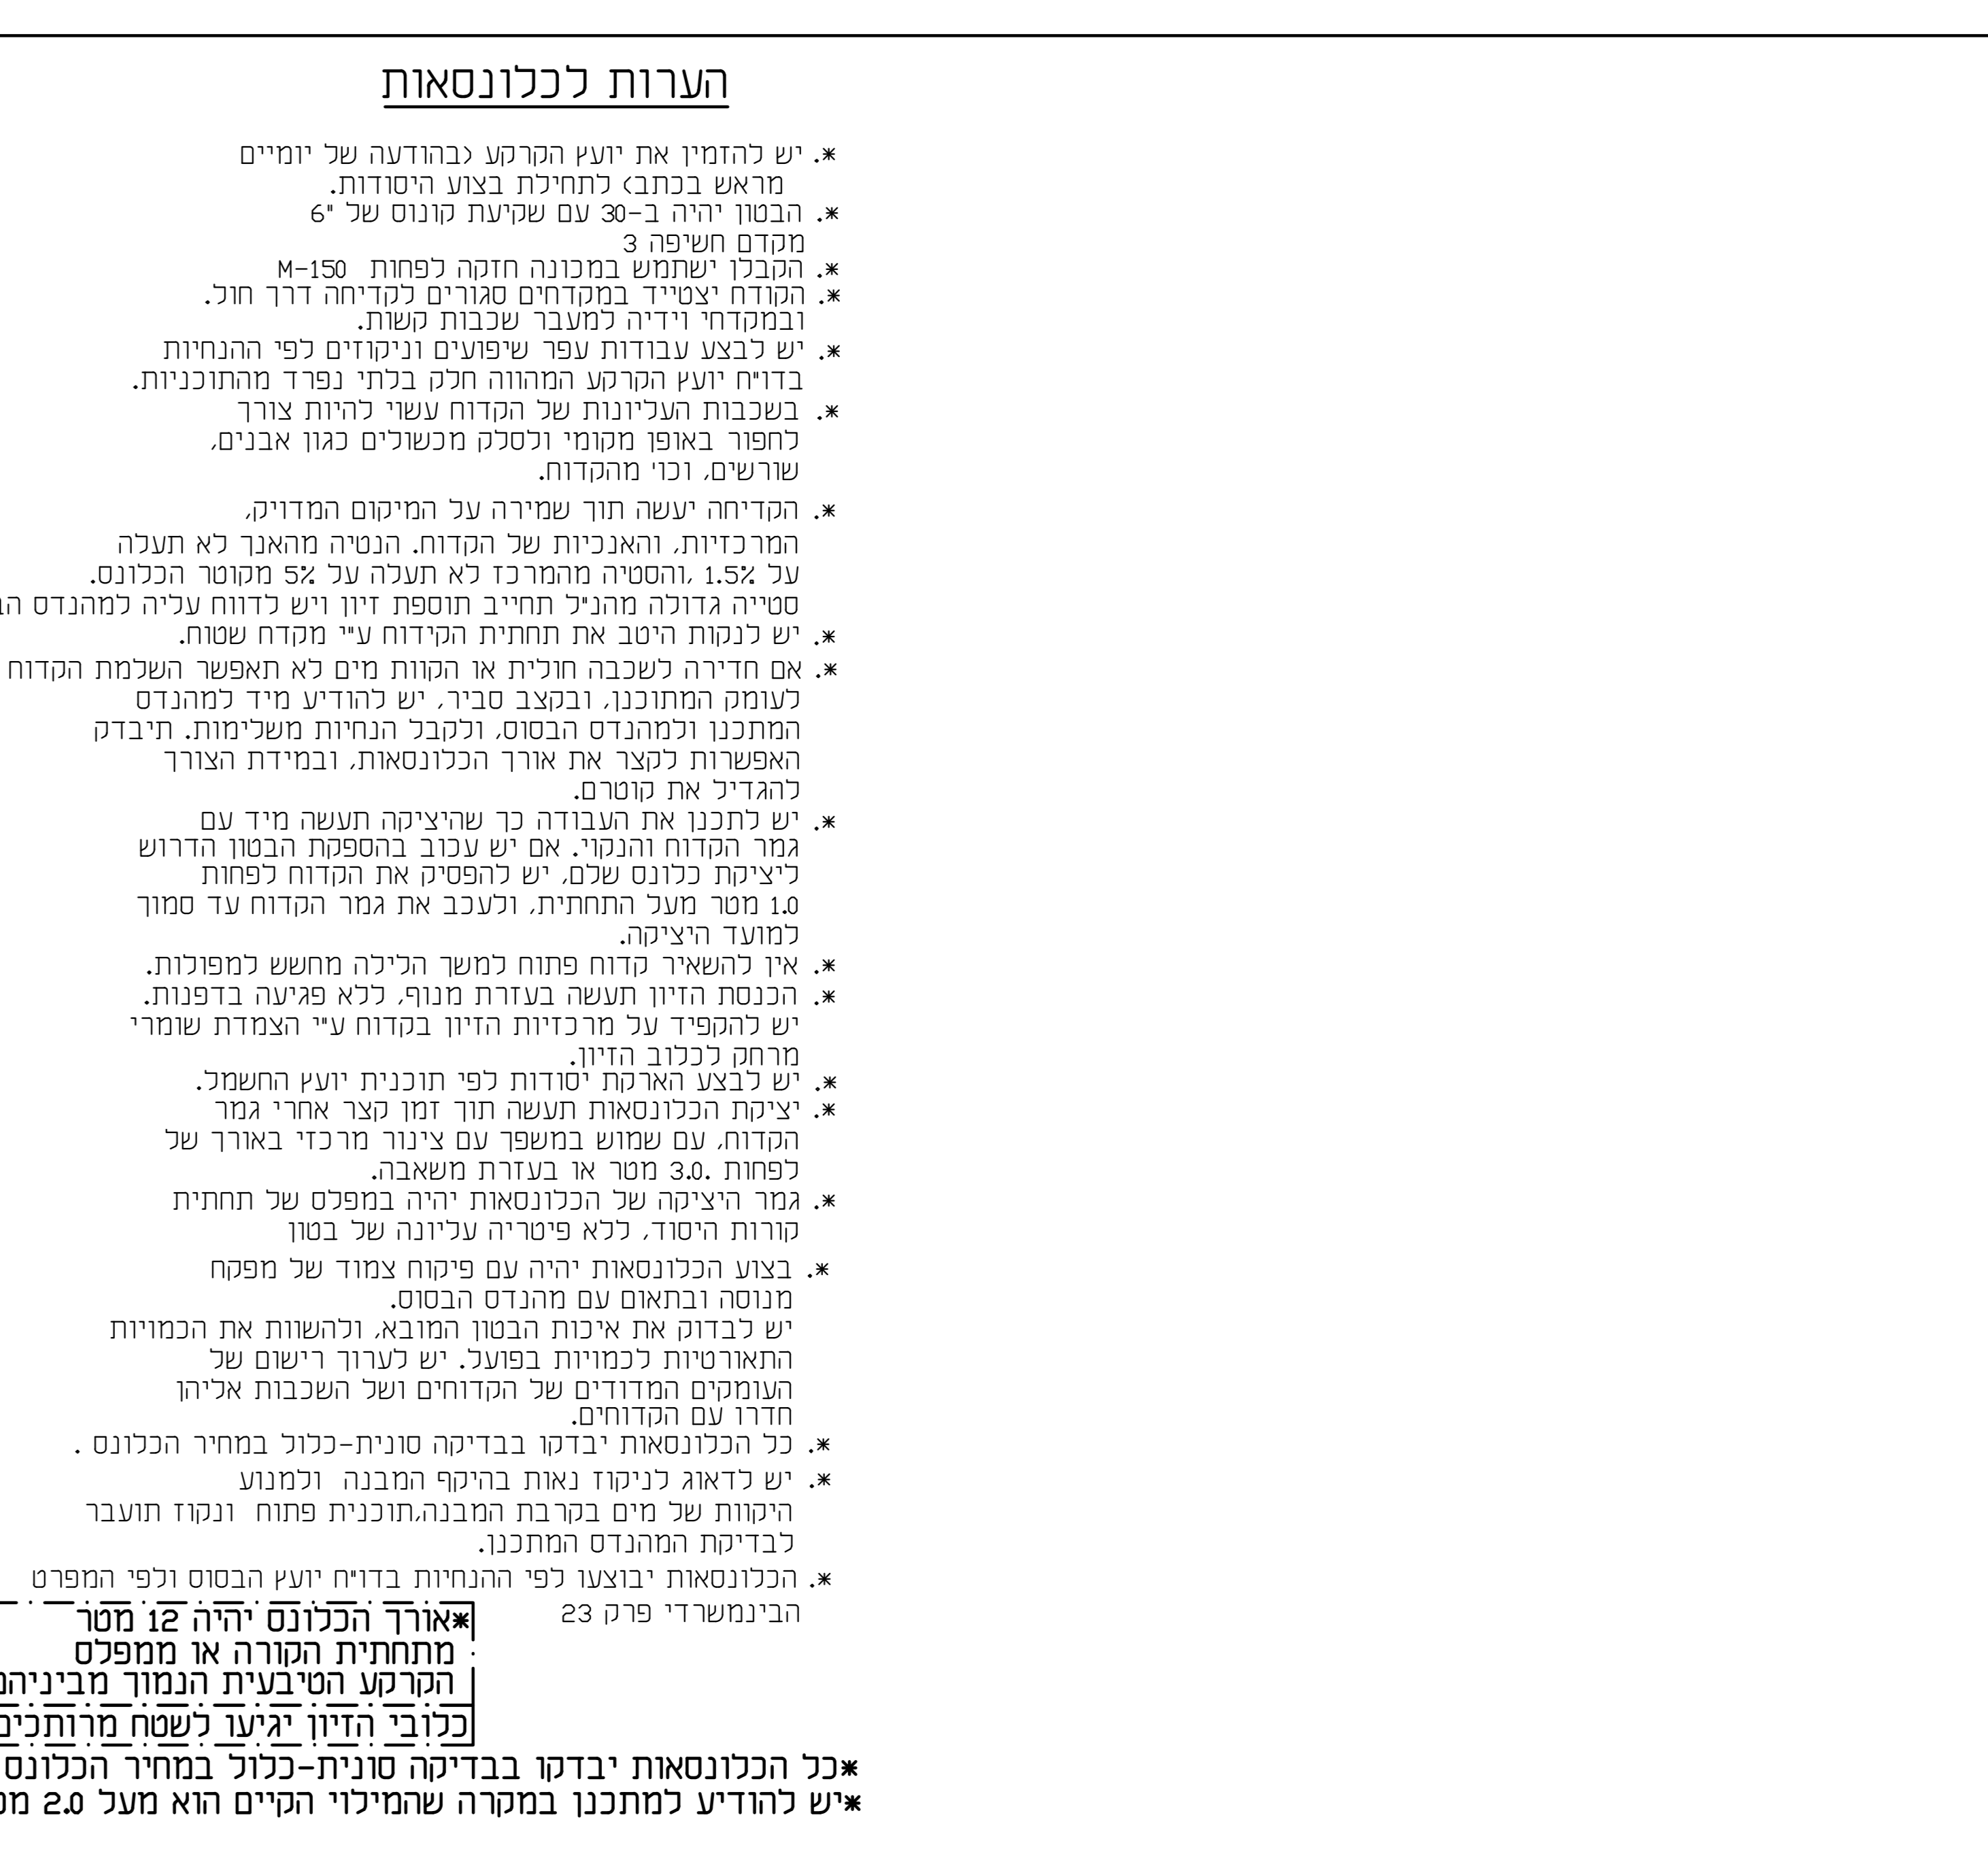 הערות לכלונסאות
*. יש להזמין את יועץ הקרקע (בהודעה של יומיים
מראש בכתב) לתחילת בצוע היסודות.
*. הבטון יהיה ב-30 עם שקיעת קונוס של "6
מקדם חשיפה 3
*. הקבלן ישתמש במכונה חזקה לפחות M-150
*. הקודח יצטייד במקדחים סגורים לקדיחה דרך חול.
ובמקדחי וידיה למעבר שכבות קשות.
*. יש לבצע עבודות עפר שיפועים וניקוזים לפי ההנחיות
בדו"ח יועץ הקרקע המהווה חלק בלתי נפרד מהתוכניות.
*. בשכבות העליונות של הקדוח עשוי להיות צורך
לחפור באופן מקומי ולסלק מכשולים כגון אבנים,
שורשים, וכו' מהקדוח.
*. הקדיחה יעשה תוך שמירה על המיקום המדויק,
המרכזיות, והאנכיות של הקדוח. הנטיה מהאנך לא תעלה
על 1.5% ,והסטיה מהמרכז לא תעלה על 5% מקוטר הכלונס.
סטייה גדולה מהנ"ל תחייב תוספת זיון ויש לדווח עליה למהנדס
*. יש לנקות היטב את תחתית הקידוח ע"י מקדח שטוח.
*. אם חדירה לשכבה חולית או הקוות מים לא תאפשר השלמת הקדוח
לעומק המתוכנן, ובקצב סביר, יש להודיע מיד למהנדס
המתכנן ולמהנדס הבסוס, ולקבל הנחיות משלימות. תיבדק
האפשרות לקצר את אורך הכלונסאות, ובמידת הצורך
להגדיל את קוטרם.
*. יש לתכנן את העבודה כך שהיציקה תעשה מיד עם
גמר הקדוח והנקוי. אם יש עכוב בהספקת הבטון הדרוש
ליציקת כלונס שלם, יש להפסיק את הקדוח לפחות
1.0 מטר מעל התחתית, ולעכב את גמר הקדוח עד סמוך
למועד היציקה.
*. אין להשאיר קדוח פתוח למשך הלילה מחשש למפולות.
*. הכנסת הזיון תעשה בעזרת מנוף, ללא פגיעה בדפנות.
יש להקפיד על מרכזיות הזיון בקדוח ע"י הצמדת שומרי
מרחק לכלוב הזיון.
*. יש לבצע הארקת יסודות לפי תוכנית יועץ החשמל.
*. יציקת הכלונסאות תעשה תוך זמן קצר אחרי גמר
הקדוח, עם שמוש במשפך עם צינור מרכזי באורך של
לפחות .3.0 מטר או בעזרת משאבה.
*. גמר היציקה של הכלונסאות יהיה במפלס של תחתית
קורות היסוד, ללא פיטריה עליונה של בטון
*. בצוע הכלונסאות יהיה עם פיקוח צמוד של מפקח
מנוסה ובתאום עם מהנדס הבסוס.
יש לבדוק את איכות הבטון המובא, ולהשוות את הכמויות
התאורטיות לכמויות בפועל. יש לערוך רישום של
העומקים המדודים של הקדוחים ושל השכבות אליהן
חדרו עם הקדוחים.
*. כל הכלונסאות יבדקו בבדיקה סונית-כלול במחיר הכלונס .
*. יש לדאוג לניקוז נאות בהיקף המבנה ולמנוע
היקוות של מים בקרבת המבנה,תוכנית פתוח ונקוז תועבר
לבדיקת המהנדס המתכנן.
*. הכלונסאות יבוצעו לפי ההנחיות בדו"ח יועץ הבסוס ולפי המפרט
הבינמשרדי פרק 23
*אורך הכלונס יהיה 12 מטר
מתחתית הקורה או ממפלס
הקרקע הטיבעית הנמוך
כלובי הזיון יגיעו לשטח
*כל הכלונסאות יבדקו בבדיקה סונית-כלול במחיר הכלונס
*יש להודיע למתכנן במקרה שהמילוי הקיים הוא מעל 2.0